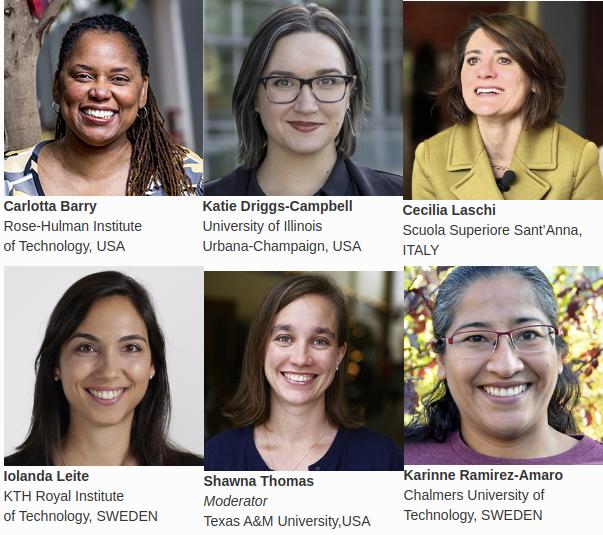 Carlotta Barry
Rose-Hulman Institute
of Technology, USA
Katie Driggs-Campbell
University of Illinois
Urbana-Champaign, USA
Cecilia Laschi
Scuola Superiore Sant'Anna,
ITALY
Iolanda Leite
KTH Royal Institute
of Technology, SWEDEN
Shawna Thomas
Moderator
Texas A&M University,USA
Karinne Ramirez-Amaro
Chalmers University of
Technology, SWEDEN